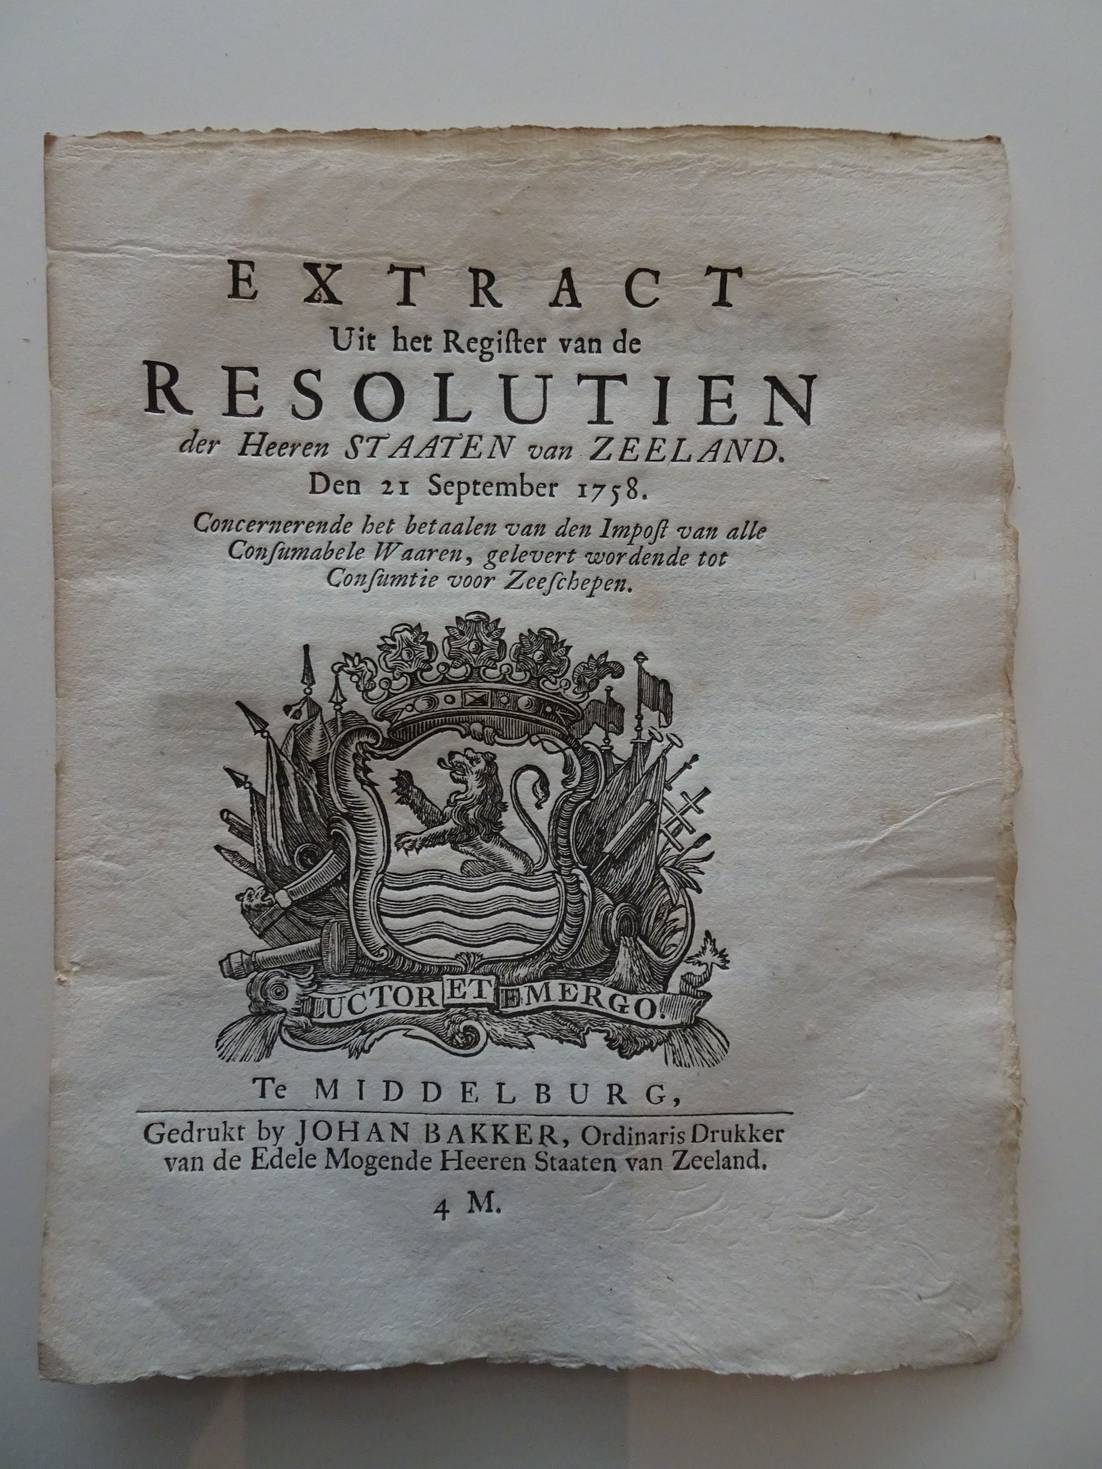 EXTRACT
Uit het Regiſter van de
RESOLUTIEN
der Heeren STAATEN van ZEELAND.
Den 21 September 1758.
Concernerende het betaalen van den Impoſt van alle
Conſumabele Waaren, gelevert wordende tot
Conſumtie voor Zeeſchepen.
LUCTOR ET EMERGO.
Te MIDDELBURG,
Gedrukt by JOHAN BAKKER, Ordinaris Drukker
van de Edele Mogende Heeren Staaten van Zeeland.
4 M.